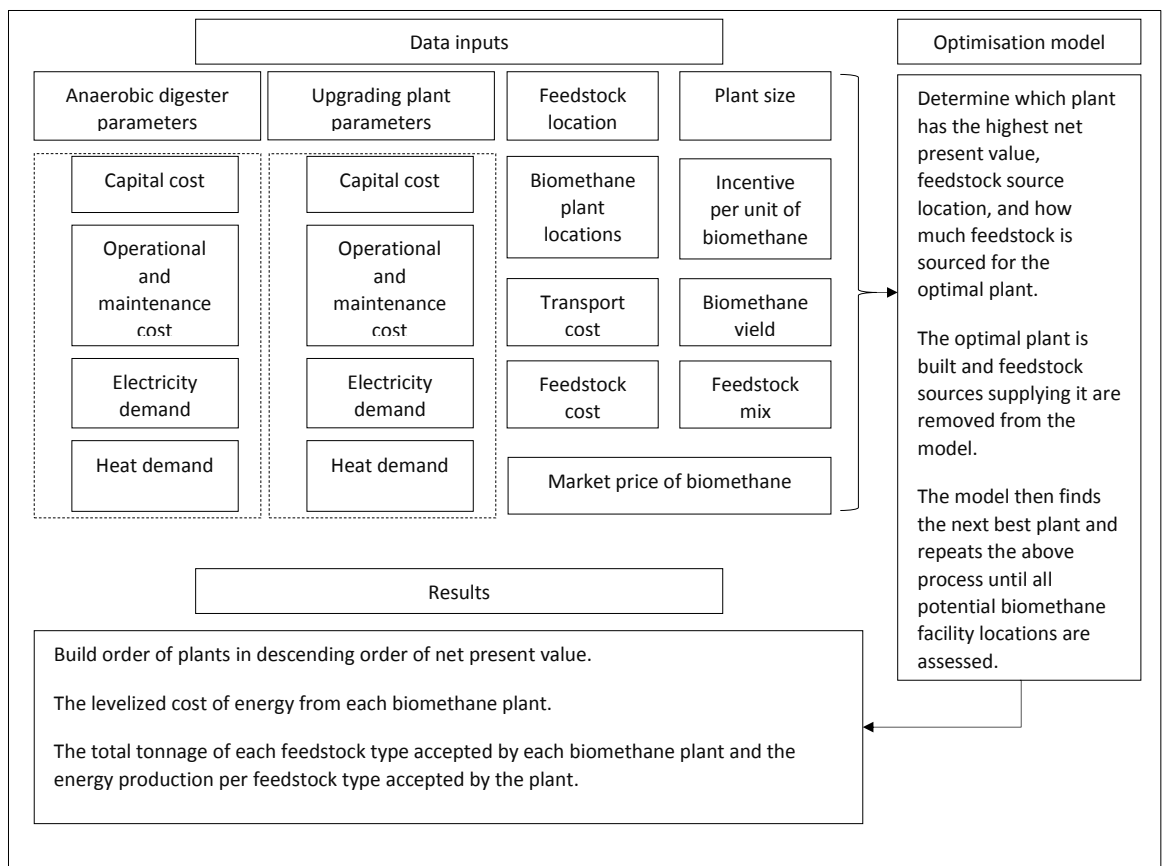 Data inputs
Optimisation model
Anaerobic digester
parameters
Upgrading plant
parameters
Feedstock
location
Plant size
Capital cost
Operational
and
maintenance
cost
Electricity
demand
Heat demand
Capital cost
Operational
and
maintenance
cost
Electricity
demand
Heat demand
Biomethane
plant
locations
Incentive
per unit of
biomethane
Transport
cost
Biomethane
yield
Feedstock
cost
Feedstock
mix
Market price of biomethane
Determine which plant
has the highest net
present value,
feedstock source
location, and how
much feedstock is
sourced for the
optimal plant.
The optimal plant is
built and feedstock
sources supplying it are
removed from the
model.
The model then finds
the next best plant and
repeats the above
process until all
potential biomethane
facility locations are
assessed.
Results
Build order of plants in descending order of net present value.
The levelized cost of energy from each biomethane plant.
The total tonnage of each feedstock type accepted by each biomethane plant and the
energy production per feedstock type accepted by the plant.